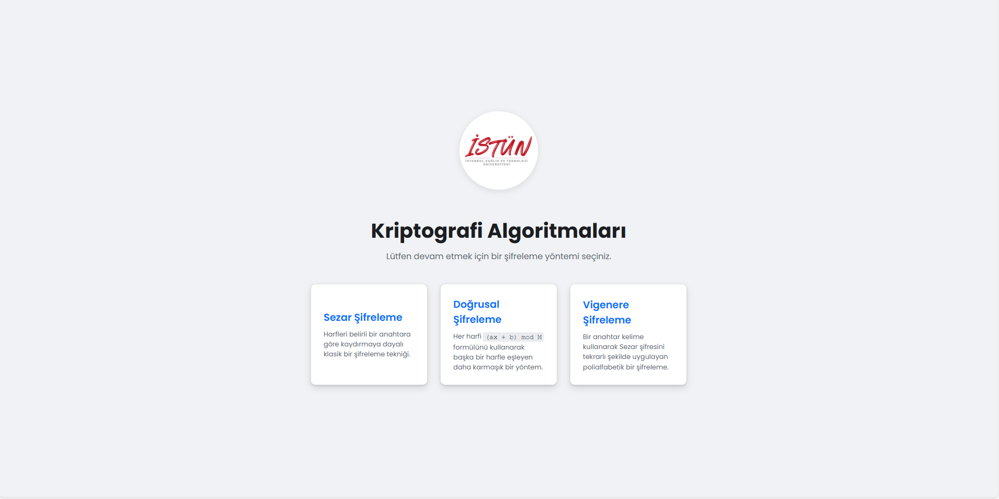 İSTÜN
İSTANBUL SAĞLIK VE TEKNOLOJİ
ÜNİVERSİTESİ
Kriptografi Algoritmaları
Lütfen devam etmek için bir şifreleme yöntemi seçiniz.
Sezar Şifreleme
Harfleri belirli bir anahtara
göre kaydırmaya dayalı
klasik bir şifreleme tekniği.
Doğrusal
Şifreleme
Her harfi (ax + b) mod M
formülünü kullanarak
başka bir harfle eşleyen
daha karmaşık bir yöntem.
Vigenere
Şifreleme
Bir anahtar kelime
kullanarak Sezar şifresini
tekrarlı şekilde uygulayan
polialfabetik bir şifreleme.